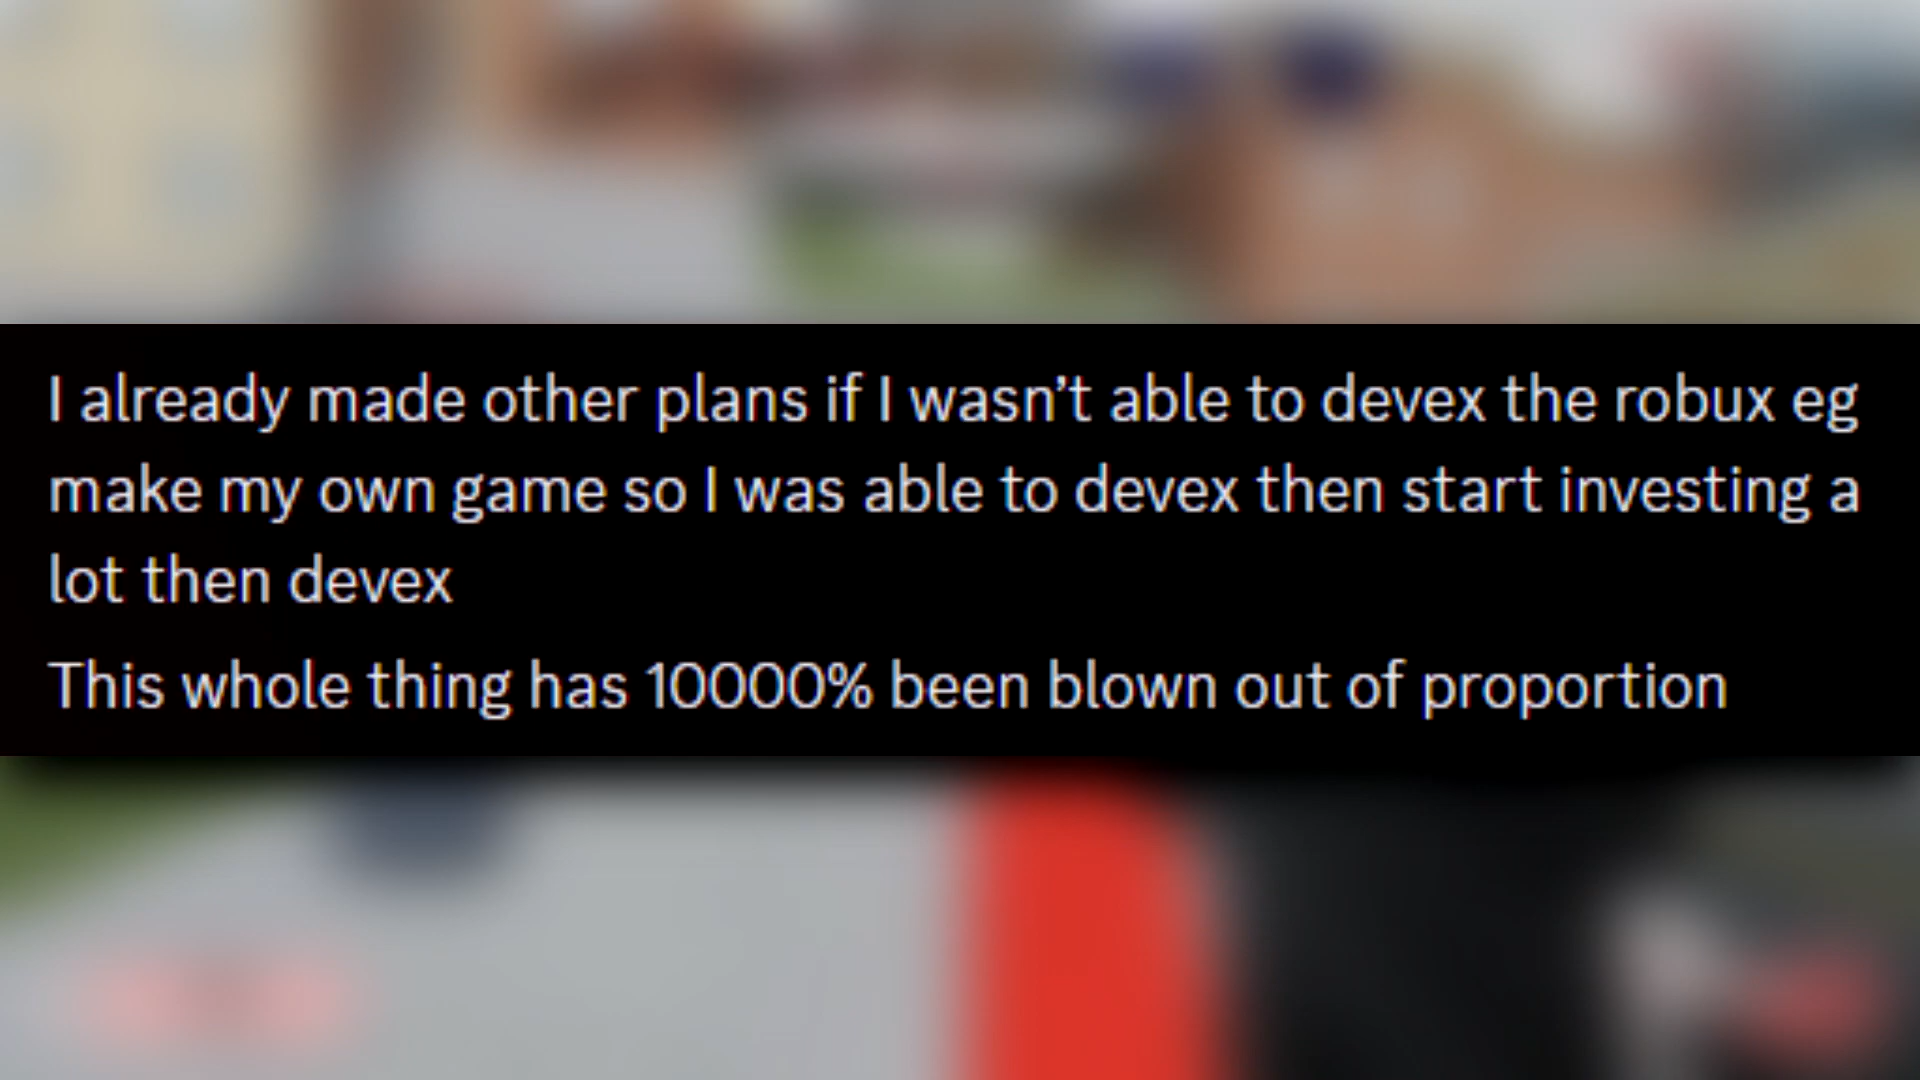 I already made other plans if I wasn’t able to devex the robux eg
make my own game so I was able to devex then start investing a
lot then devex
This whole thing has 10000% been blown out of proportion